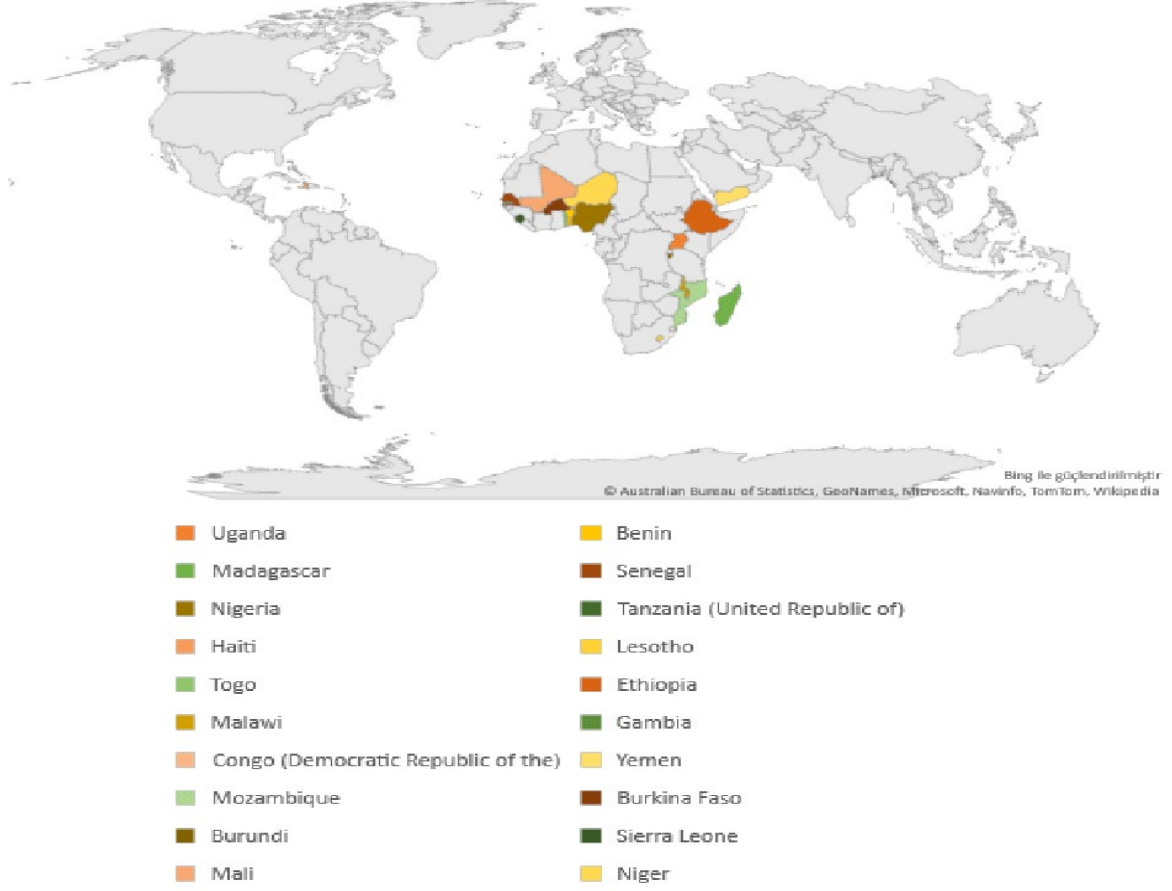 Bing ile güçlendirilmiştir
© Australian Bureau of Statistics, GeoNames, Microsoft, Navinfo, TomTom, Wikipedia
Uganda
Benin
Madagascar
Senegal
Nigeria
Tanzania (United Republic of)
Haiti
Lesotho
Togo
Ethiopia
Malawi
Gambia
Congo (Democratic Republic of the)
Yemen
Mozambique
Burkina Faso
Burundi
Sierra Leone
Mali
Niger